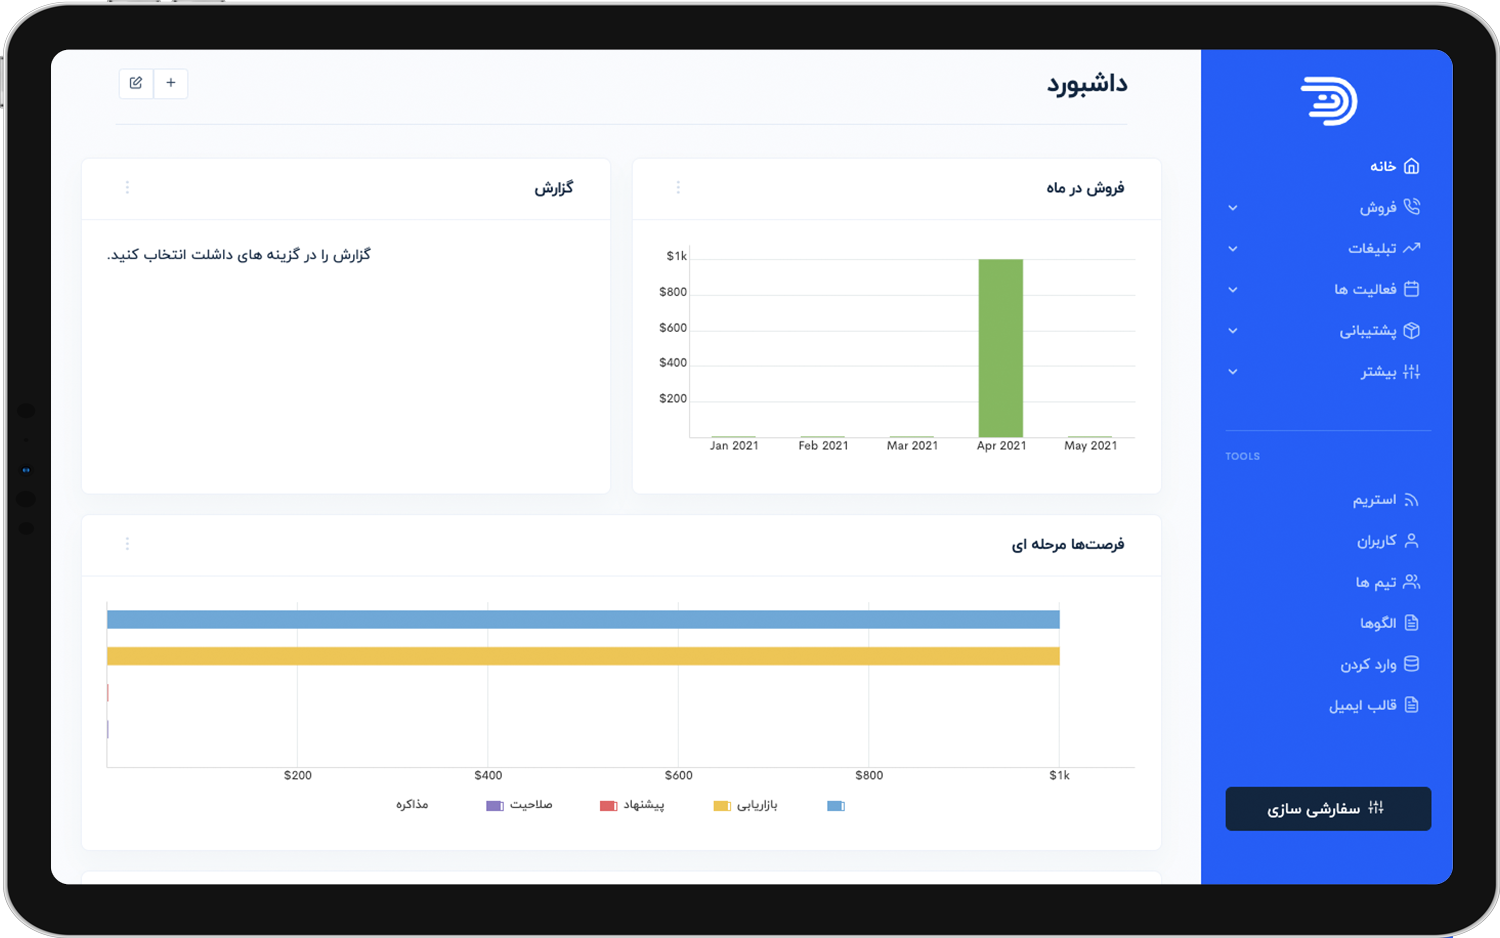 داشبورد
خانه
فروش
تبلیغات
فعالیت ها
پشتیبانی
بیشتر
TOOLS
استریم
کاربران
تیم ها
الگوها
وارد کردن
قالب ایمیل
سفارشی سازی
فروش در ماه
$1k
$800
$600
$400
$200
Jan 2021
Feb 2021
Mar 2021
Apr 2021
May 2021
گزارش
گزارش را در گزینه های داشلت انتخاب کنید.
فرصت‌ها مرحله ای
$200
$400
$600
$800
$1k
بازاریابی
پیشنهاد
صلاحیت
مذاکره